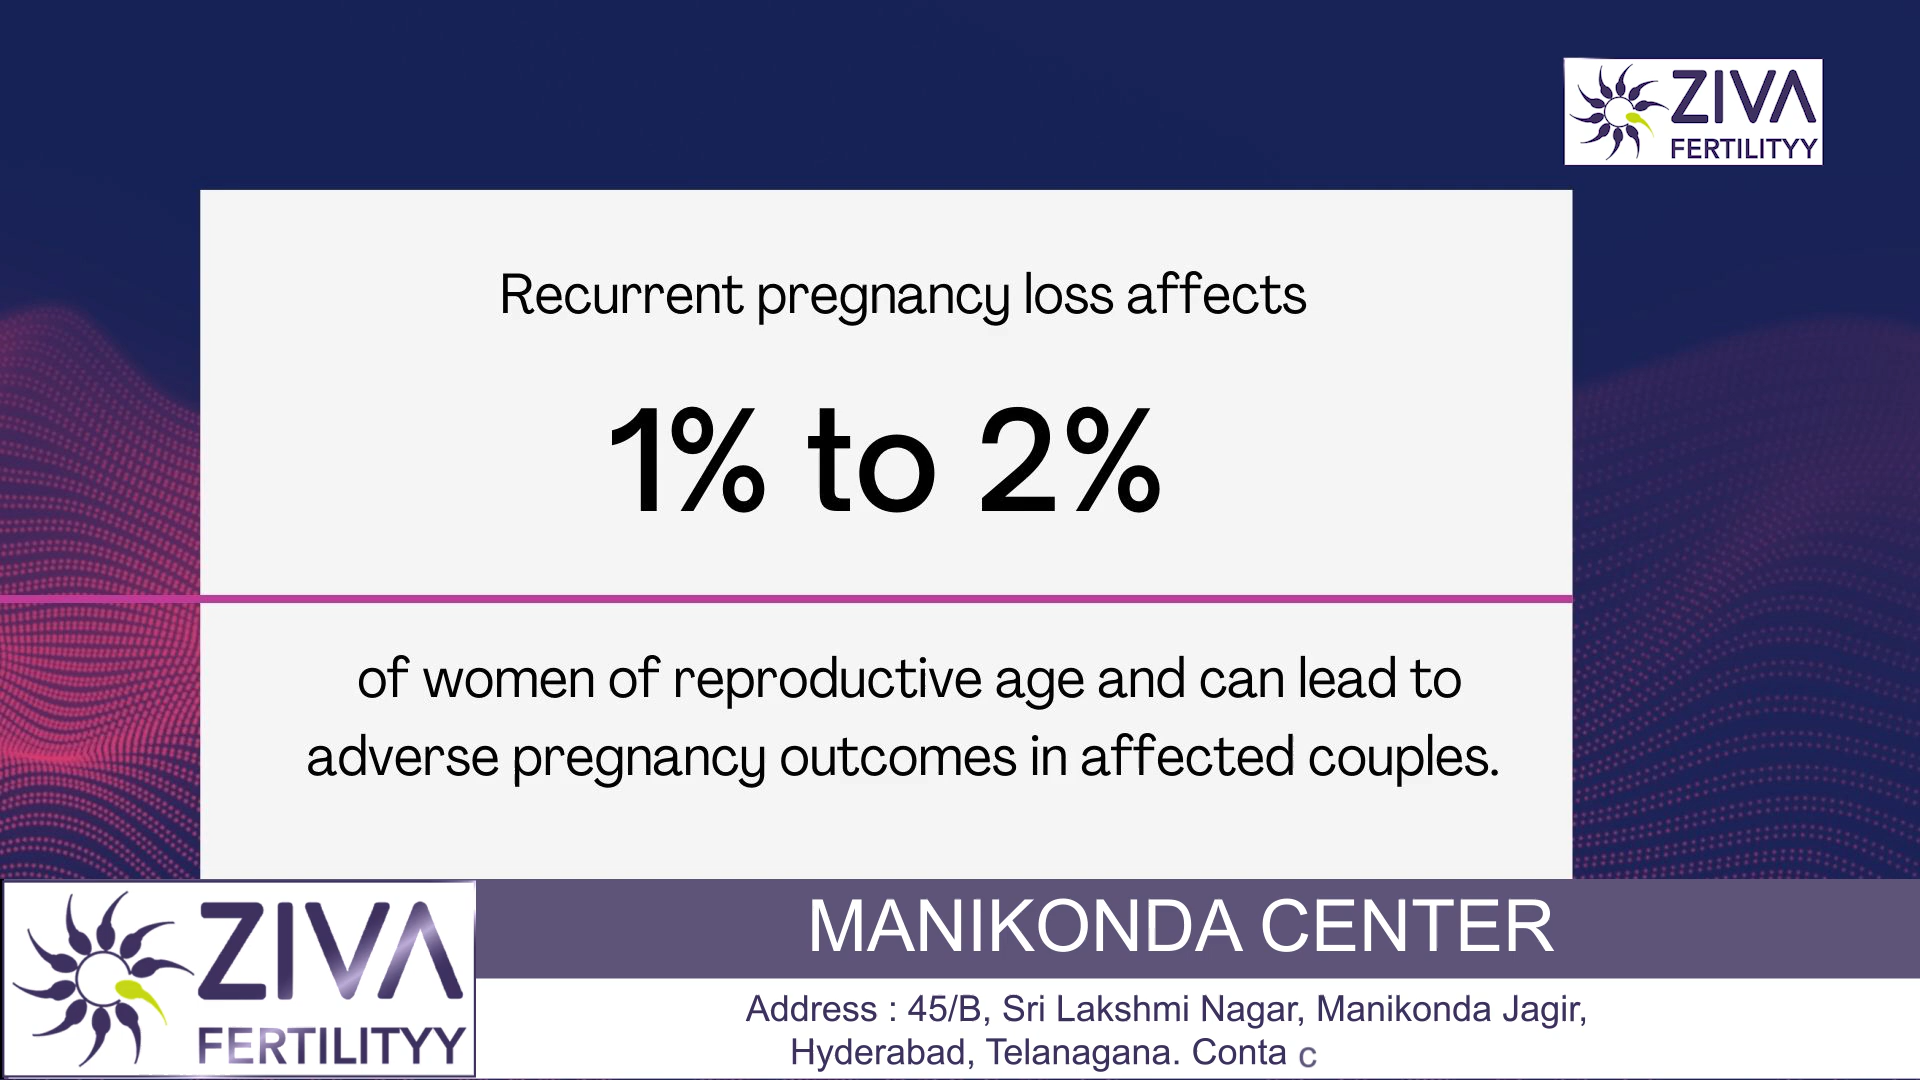 ZIVA
FERTILITYY
Recurrent pregnancy loss affects
1% to 2%
of women of reproductive age and can lead to
adverse pregnancy outcomes in affected couples.
ZIVA
FERTILITYY
MANIKONDA CENTER
Address : 45/B, Sri Lakshmi Nagar, Manikonda Jagir,
Hyderabad, Telanagana. Conta c